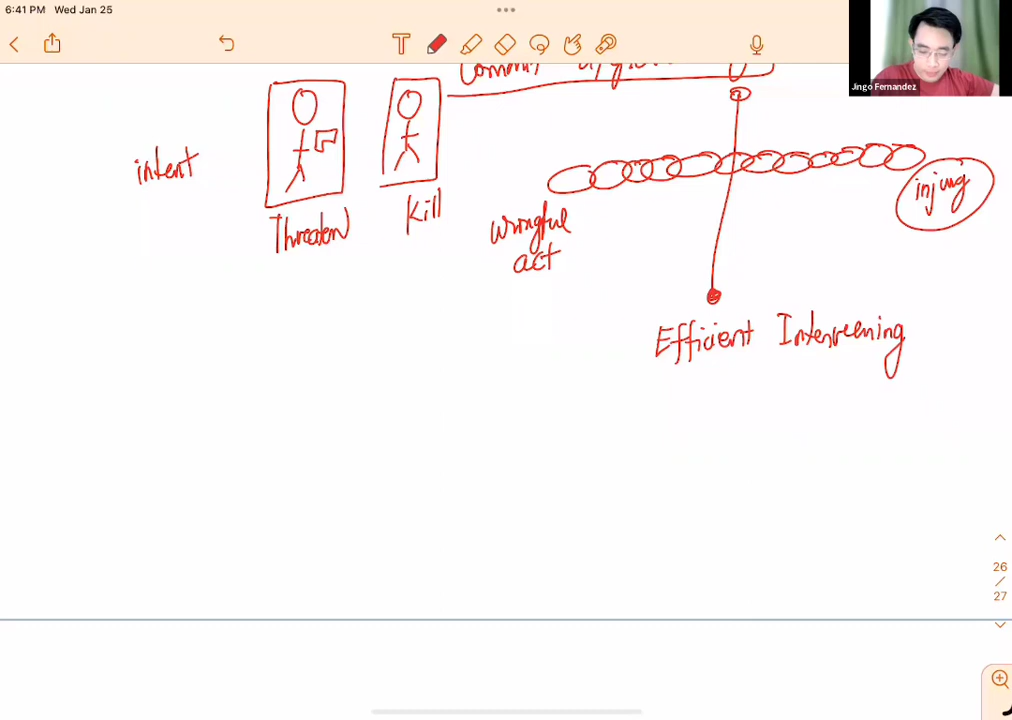 6:41 PM Wed Jan 25
Jingo Fernandez
intent
Threaten
Kill
wrongful
act
injury
Efficient Intervening
26
/
27